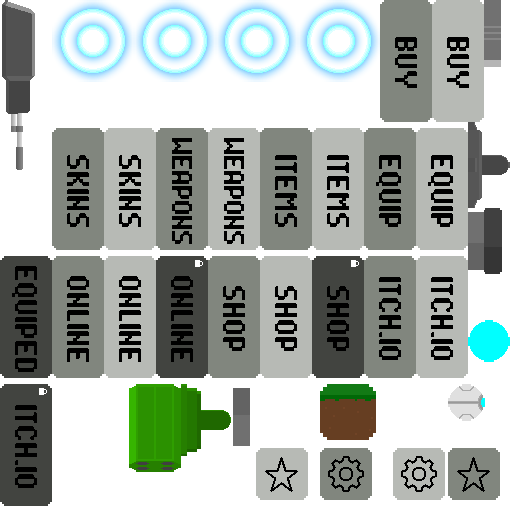 BUY
BUY
SKINS
SKINS
WEAPONS
WEAPONS
ITEMS
ITEMS
EQUIP
EQUIP
EQUIPED
ONLINE
ONLINE
ONLINE
SHOP
SHOP
SHOP
ITCH.IO
ITCH.IO
ITCH.IO